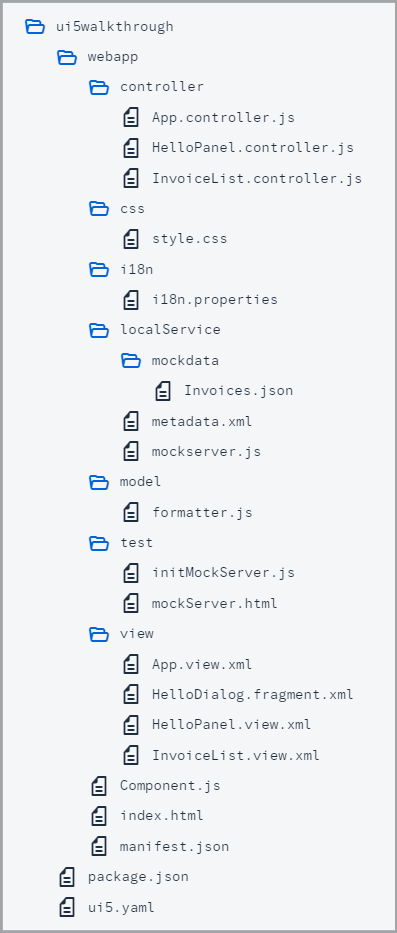 ui5walkthrough
webapp
controller
App.controller.js
HelloPanel.controller.js
InvoiceList.controller.js
css
style.css
i18n
i18n.properties
localService
mockdata
Invoices.json
metadata.xml
mockserver.js
model
formatter.js
test
initMockServer.js
mockServer.html
view
App.view.xml
HelloDialog.fragment.xml
HelloPanel.view.xml
InvoiceList.view.xml
Component.js
index.html
manifest.json
package.json
ui5.yaml